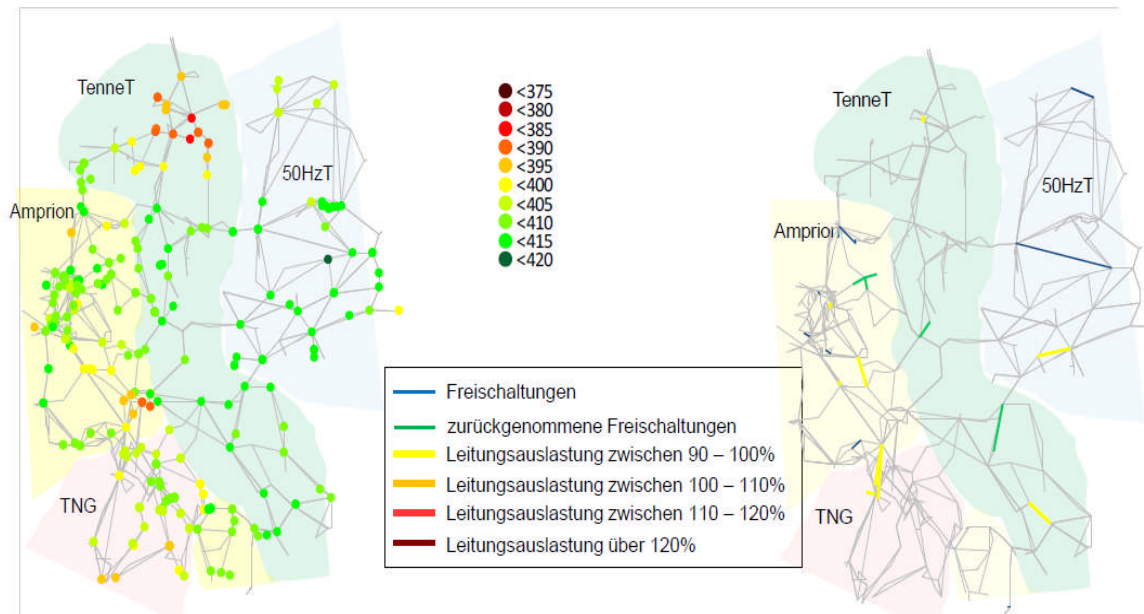 TenneT
50HzT
Amprion
TNG
<375
<380
<385
<390
<395
<400
<405
<410
<415
<420
Freischaltungen
zurückgenommene Freischaltungen
Leitungsauslastung zwischen 90 – 100%
Leitungsauslastung zwischen 100 – 110%
Leitungsauslastung zwischen 110 – 120%
Leitungsauslastung über 120%
TenneT
50HzT
Amprion
TNG